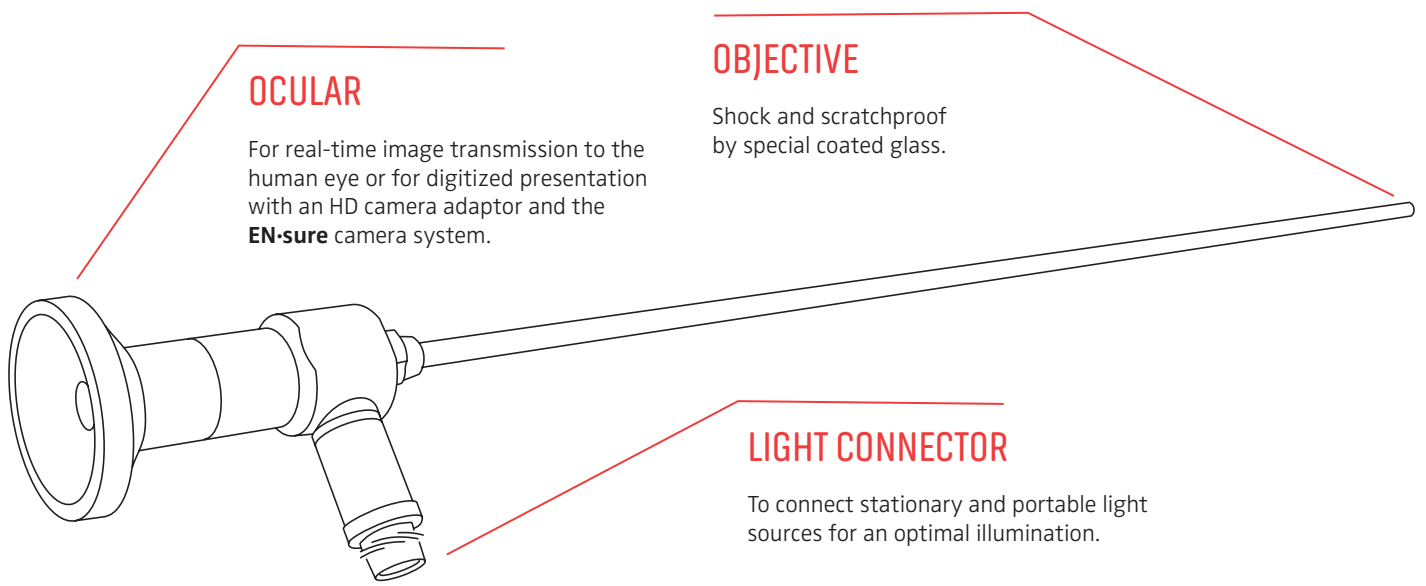 OCULAR
For real-time image transmission to the
human eye or for digitized presentation
with an HD camera adaptor and the
EN·sure camera system.
OBJECTIVE
Shock and scratchproof
by special coated glass.
LIGHT CONNECTOR
To connect stationary and portable light
sources for an optimal illumination.